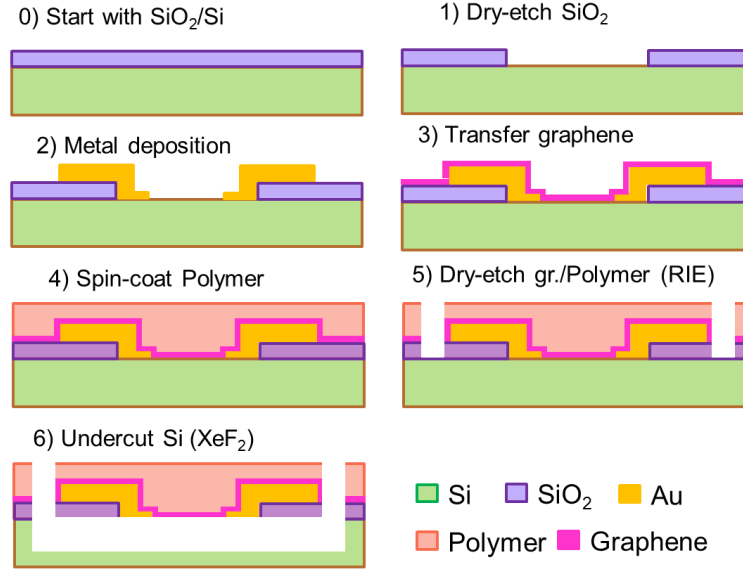 0) Start with SiO₂/Si
1) Dry-etch SiO₂
2) Metal deposition
3) Transfer graphene
4) Spin-coat Polymer
5) Dry-etch gr./Polymer (RIE)
6) Undercut Si (XeF₂)
Si
SiO₂
Au
Polymer
Graphene